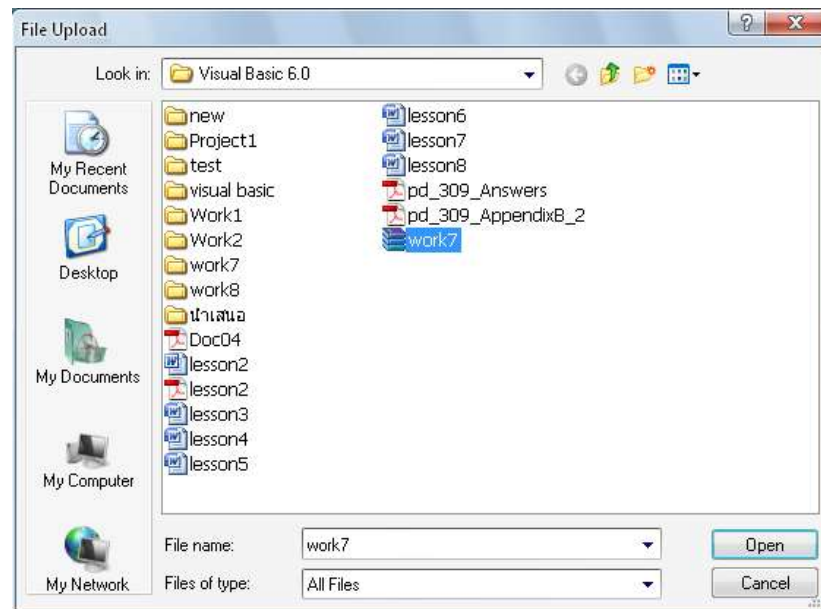 File Upload
Look in:
Visual Basic 6.0
My Recent
Documents
Desktop
My Documents
My Computer
My Network
new
Project1
test
visual basic
Work1
Work2
work7
work8
นำเสนอ
Doc04
lesson2
lesson2
lesson3
lesson4
lesson5
lesson6
lesson7
lesson8
pd_309_Answers
pd_309_AppendixB_2
work7
File name:
work7
Open
Files of type:
All Files
Cancel